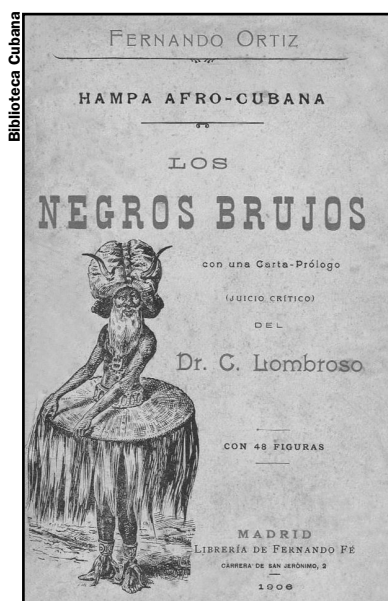 Biblioteca Cubana
FERNANDO ORTIZ
HAMPA AFRO-CUBANA
LOS
NEGROS BRUJOS
con una Carta-Prólogo
(JUICIO CRÍTICO)
DEL
Dr. C. Lombroso
CON 48 FIGURAS
MADRID
LIBRERÍA DE FERNANDO FÉ
CARRERA DE SAN JERÓNIMO, 2
1906